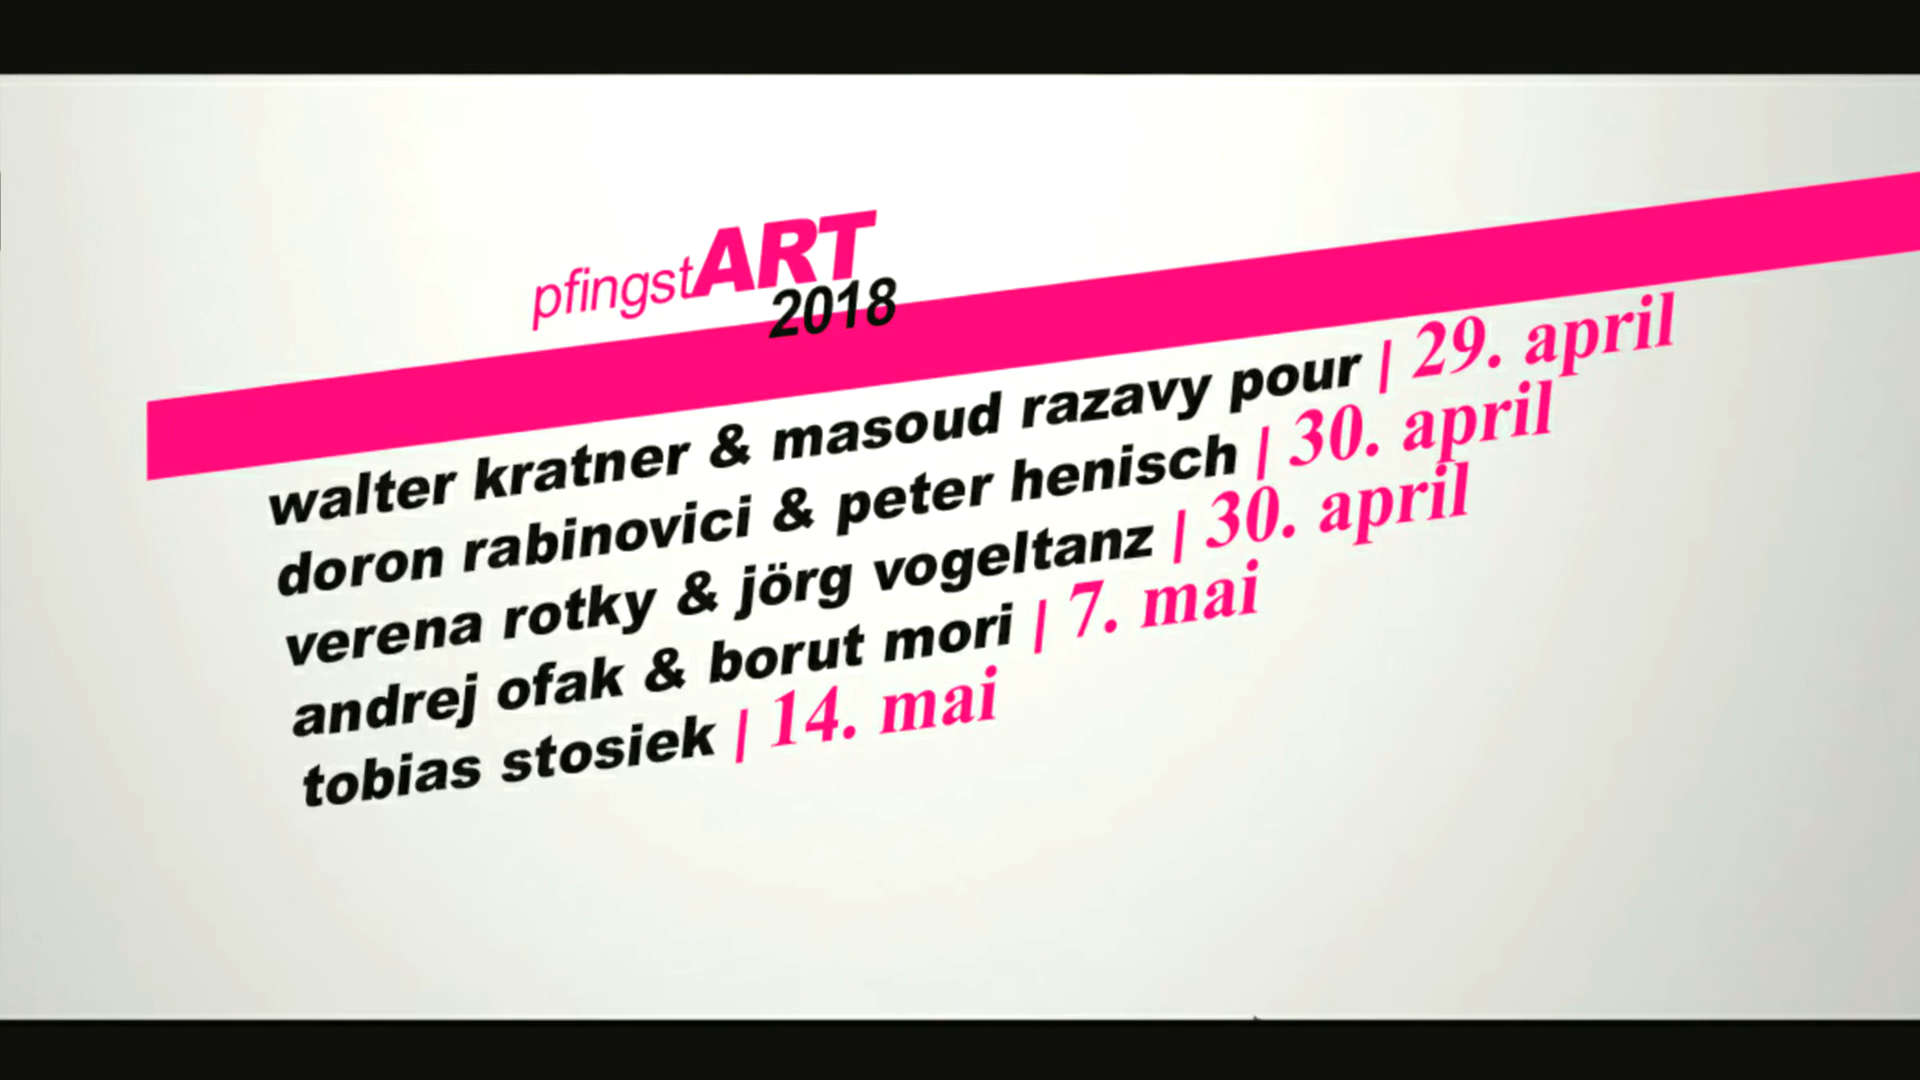 pfingstART
2018
walter kratner & masoud razavy pour | 29. april
doron rabinovici & peter henisch | 30. april
verena rotky & jörg vogeltanz | 30. april
andrej ofak & borut mori | 7. mai
tobias stosiek | 14. mai